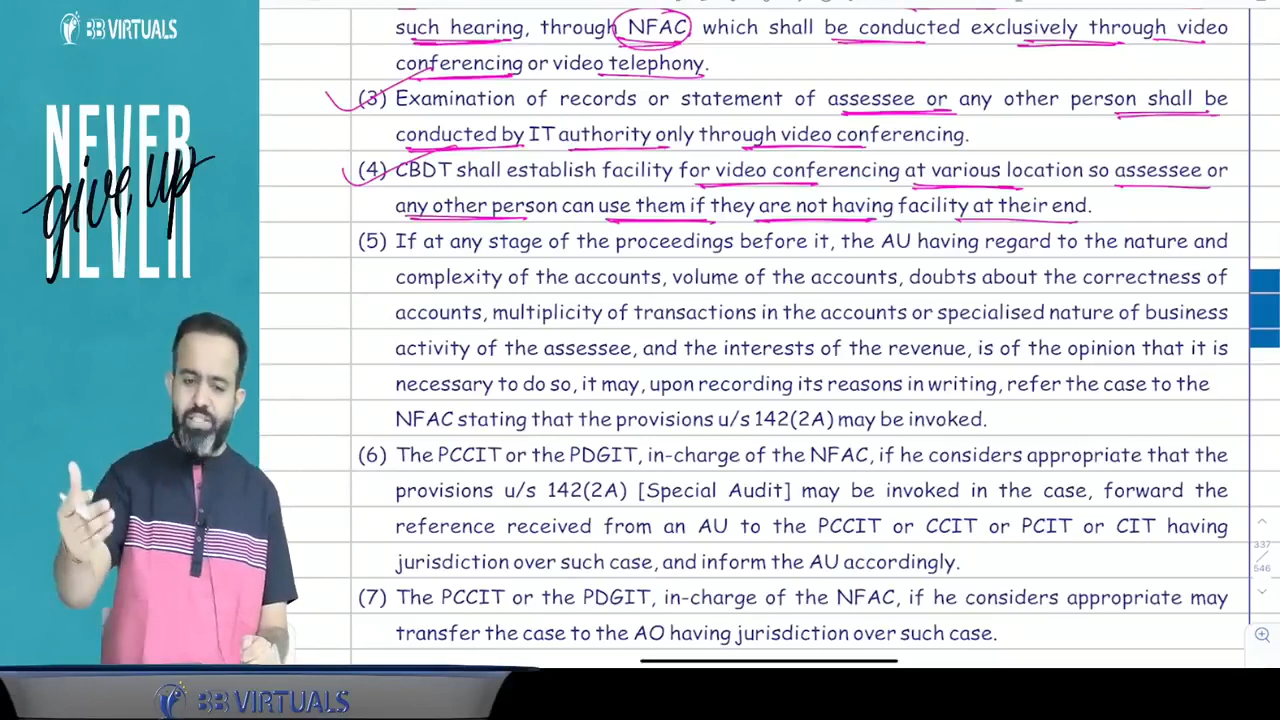 BB VIRTUALS
NEVER
give up
NEVER
such hearing, through NFAC which shall be conducted exclusively through video
conferencing or video telephony.
(3) Examination of records or statement of assessee or any other person shall be
conducted by IT authority only through video conferencing.
(4) CBDT shall establish facility for video conferencing at various location so assessee or
any other person can use them if they are not having facility at their end.
(5) If at any stage of the proceedings before it, the AU having regard to the nature and
complexity of the accounts, volume of the accounts, doubts about the correctness of
accounts, multiplicity of transactions in the accounts or specialised nature of business
activity of the assessee, and the interests of the revenue, is of the opinion that it is
necessary to do so, it may, upon recording its reasons in writing, refer the case to the
NFAC stating that the provisions u/s 142(2A) may be invoked.
(6) The PCCIT or the PDGIT, in-charge of the NFAC, if he considers appropriate that the
provisions u/s 142(2A) [Special Audit] may be invoked in the case, forward the
reference received from an AU to the PCCIT or CCIT or PCIT or CIT having
jurisdiction over such case, and inform the AU accordingly.
(7) The PCCIT or the PDGIT, in-charge of the NFAC, if he considers appropriate may
transfer the case to the AO having jurisdiction over such case.
337
546
BB VIRTUALS